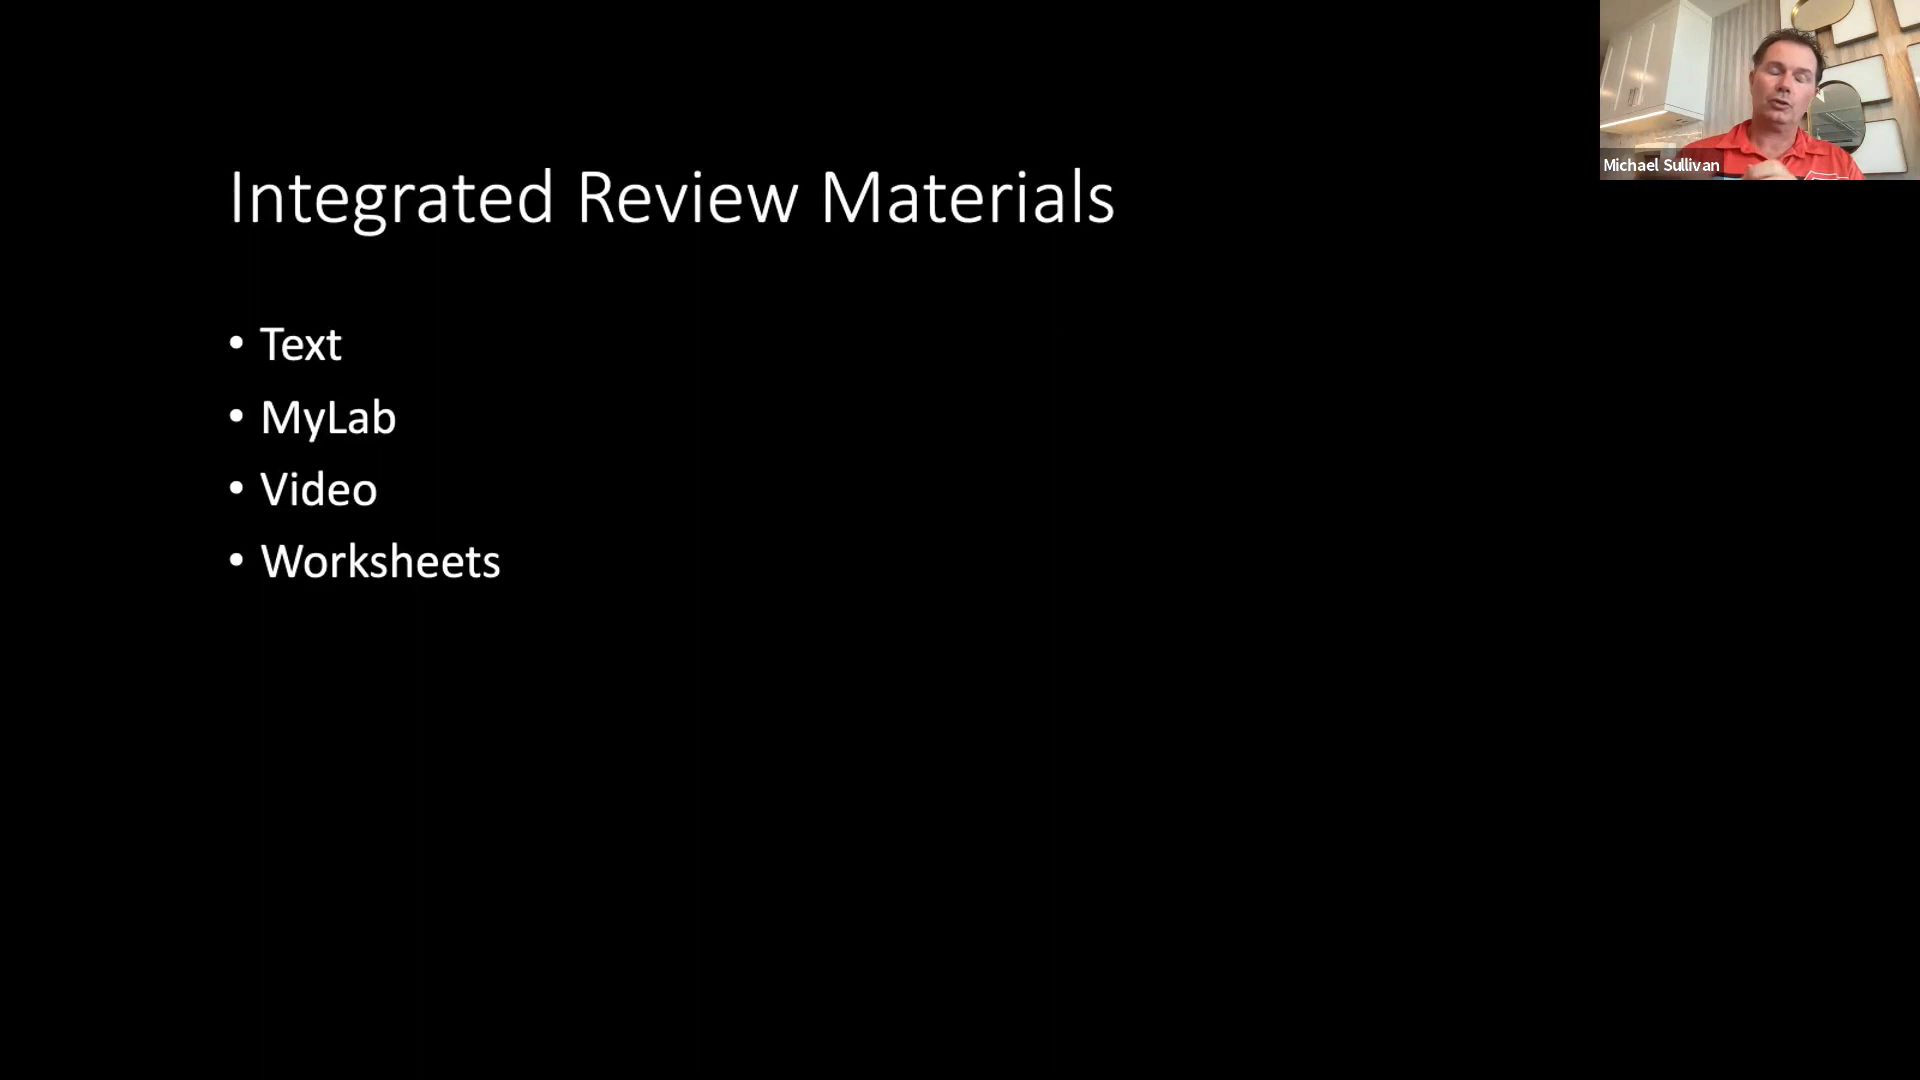 Integrated Review Materials
• Text
• MyLab
• Video
• Worksheets
Michael Sullivan